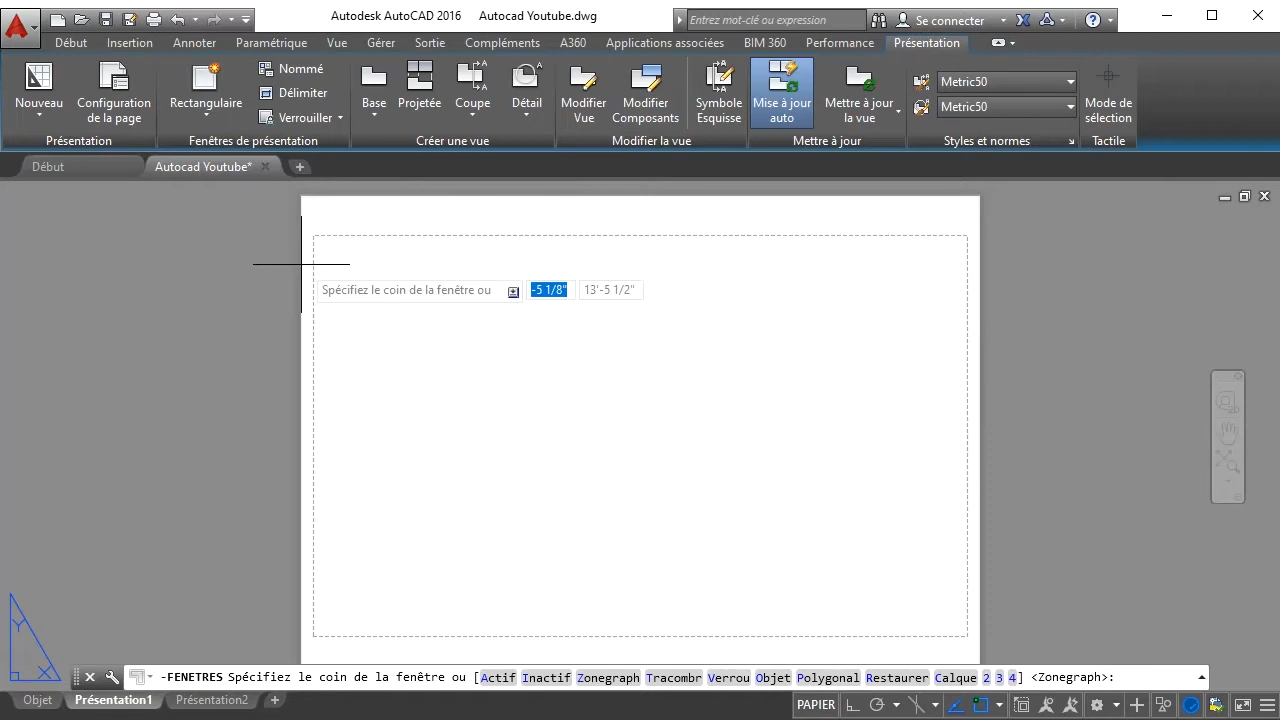 Autodesk AutoCAD 2016 Autocad Youtube.dwg
Entrez mot-clé ou expression
Se connecter
Début Insertion Annoter Paramétrique Vue Gérer Sortie Compléments A360 Applications associées BIM 360 Performance Présentation
Nouveau
Configuration de la page
Rectangulaire
Nommé
Délimiter
Verrouiller
Base
Projetée
Coupe
Détail
Modifier Vue
Modifier Composants
Symbole Esquisse
Mise à jour auto
Mettre à jour la vue
Metric50
Metric50
Mode de sélection
Présentation
Fenêtres de présentation
Créer une vue
Modifier la vue
Mettre à jour
Styles et normes
Tactile
Début
Autocad Youtube*
Spécifiez le coin de la fenêtre ou -5 1/8" 13'-5 1/2"
Y
X
-FENETRES Spécifiez le coin de la fenêtre ou [Actif Inactif Zonegraph Tracombr Verrou Objet Polygonal Restaurer Calque 2 3 4] <Zonegraph>:
Objet Présentation1 Présentation2
PAPIER